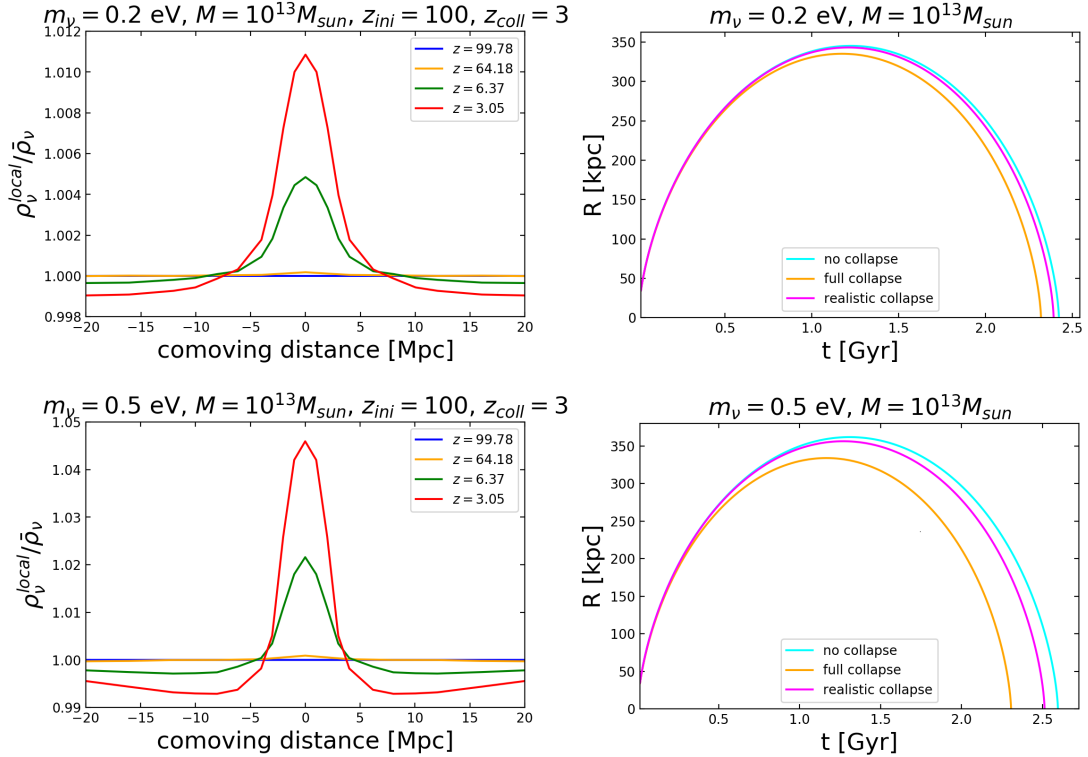 m_ν = 0.2 eV, M = 10^13 M_sun, z_ini = 100, z_coll = 3
1.012
1.010
1.008
1.006
1.004
1.002
1.000
0.998
ρ_ν^local/ρ̄_ν
z = 99.78
z = 64.18
z = 6.37
z = 3.05
−20 −15 −10 −5 0 5 10 15 20
comoving distance [Mpc]
m_ν = 0.2 eV, M = 10^13 M_sun
350
300
250
200
150
100
50
0
R [kpc]
no collapse
full collapse
realistic collapse
0.5 1.0 1.5 2.0 2.5
t [Gyr]
m_ν = 0.5 eV, M = 10^13 M_sun, z_ini = 100, z_coll = 3
1.05
1.04
1.03
1.02
1.01
1.00
0.99
ρ_ν^local/ρ̄_ν
z = 99.78
z = 64.18
z = 6.37
z = 3.05
−20 −15 −10 −5 0 5 10 15 20
comoving distance [Mpc]
m_ν = 0.5 eV, M = 10^13 M_sun
350
300
250
200
150
100
50
0
R [kpc]
no collapse
full collapse
realistic collapse
0.5 1.0 1.5 2.0 2.5
t [Gyr]